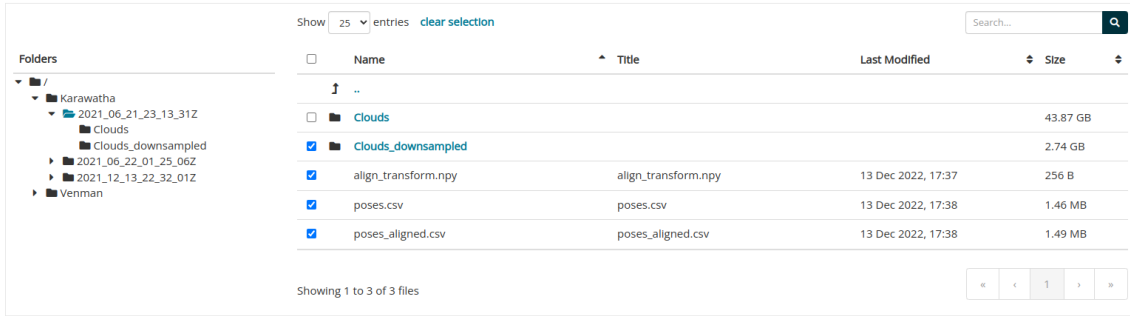 Show 25 entries clear selection Search...
Folders
/
Karawatha
2021_06_21_23_13_31Z
Clouds
Clouds_downsampled
2021_06_22_01_25_06Z
2021_12_13_22_32_01Z
Venman
Name Title Last Modified Size
..
Clouds 43.87 GB
Clouds_downsampled 2.74 GB
align_transform.npy align_transform.npy 13 Dec 2022, 17:37 256 B
poses.csv poses.csv 13 Dec 2022, 17:38 1.46 MB
poses_aligned.csv poses_aligned.csv 13 Dec 2022, 17:38 1.49 MB
Showing 1 to 3 of 3 files
« ‹ 1 › »